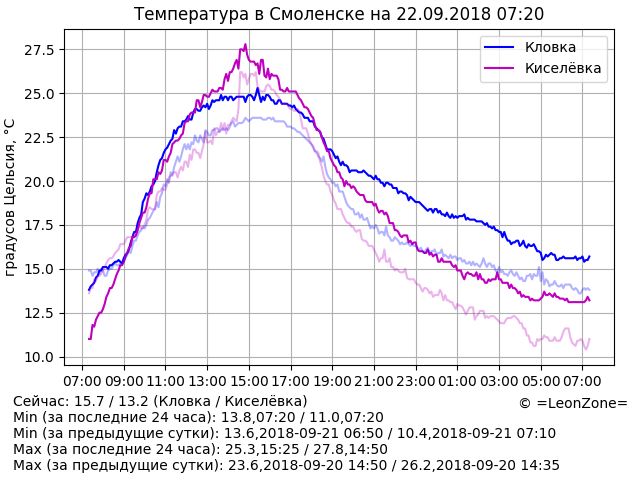 Температура в Смоленске на 22.09.2018 07:20
градусов Цельсия, °C
27.5
25.0
22.5
20.0
17.5
15.0
12.5
10.0
Кловка
Киселёвка
07:00 09:00 11:00 13:00 15:00 17:00 19:00 21:00 23:00 01:00 03:00 05:00 07:00
Сейчас: 15.7 / 13.2 (Кловка / Киселёвка)
© =LeonZone=
Min (за последние 24 часа): 13.8,07:20 / 11.0,07:20
Min (за предыдущие сутки): 13.6,2018-09-21 06:50 / 10.4,2018-09-21 07:10
Max (за последние 24 часа): 25.3,15:25 / 27.8,14:50
Max (за предыдущие сутки): 23.6,2018-09-20 14:50 / 26.2,2018-09-20 14:35